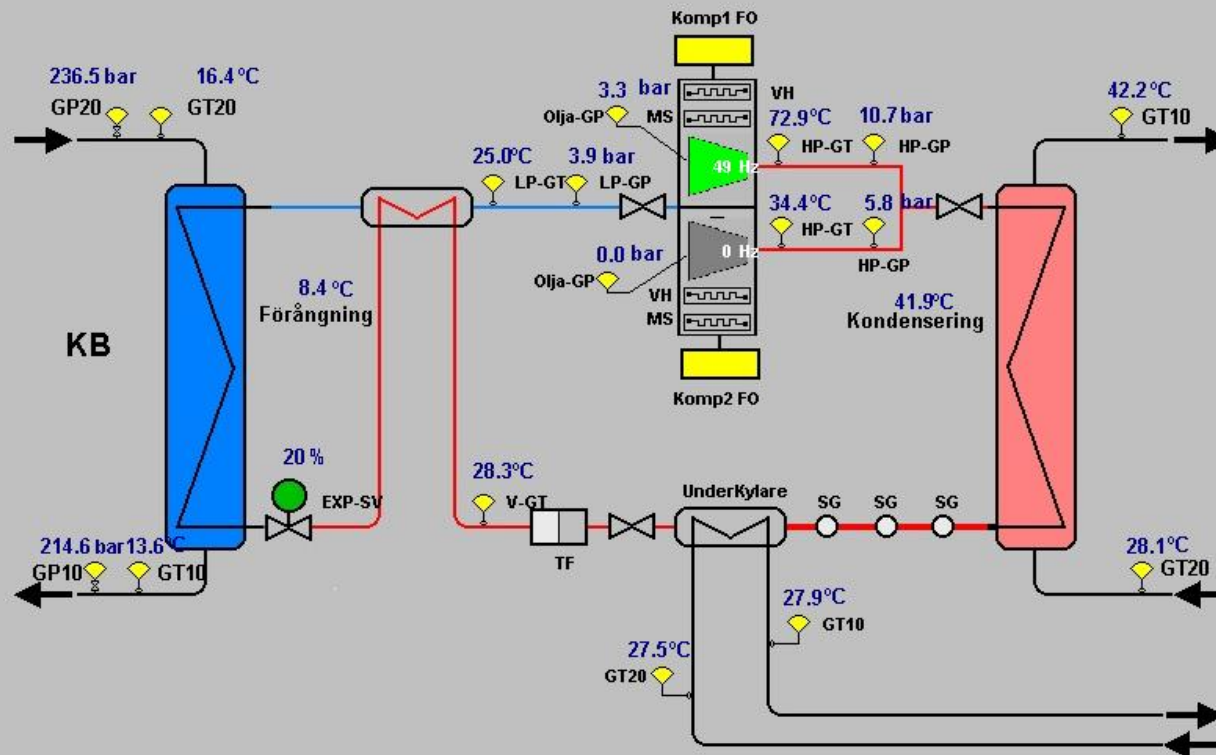 Komp1 FO
236.5 bar
16.4 °C
GP20
GT20
3.3 bar
VH
42.2°C
Olja-GP
MS
72.9°C
10.7 bar
GT10
HP-GT
HP-GP
25.0°C
3.9 bar
49 Hz
LP-GT
LP-GP
34.4°C
5.8 bar
HP-GT
0.0 bar
0 Hz
HP-GP
Olja-GP
8.4 °C
VH
41.9°C
Förångning
MS
Kondensering
KB
Komp2 FO
20 %
28.3°C
EXP-SV
V-GT
UnderKylare
SG
SG
SG
214.6 bar
13.6°C
TF
28.1°C
GP10
GT10
GT20
27.9°C
GT10
27.5°C
GT20